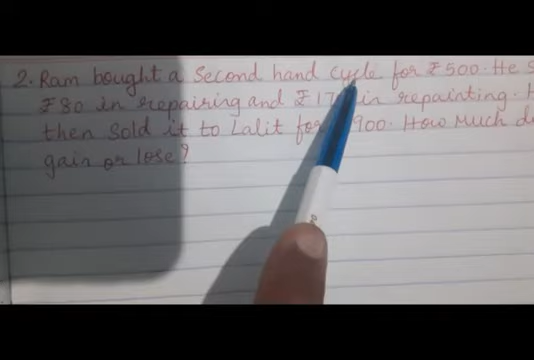 2. Ram bought a Second hand cycle for ₹500. He
₹80 in repairing and in repainting.
then sold it to Lalit for 900. How Much
gain or lose?